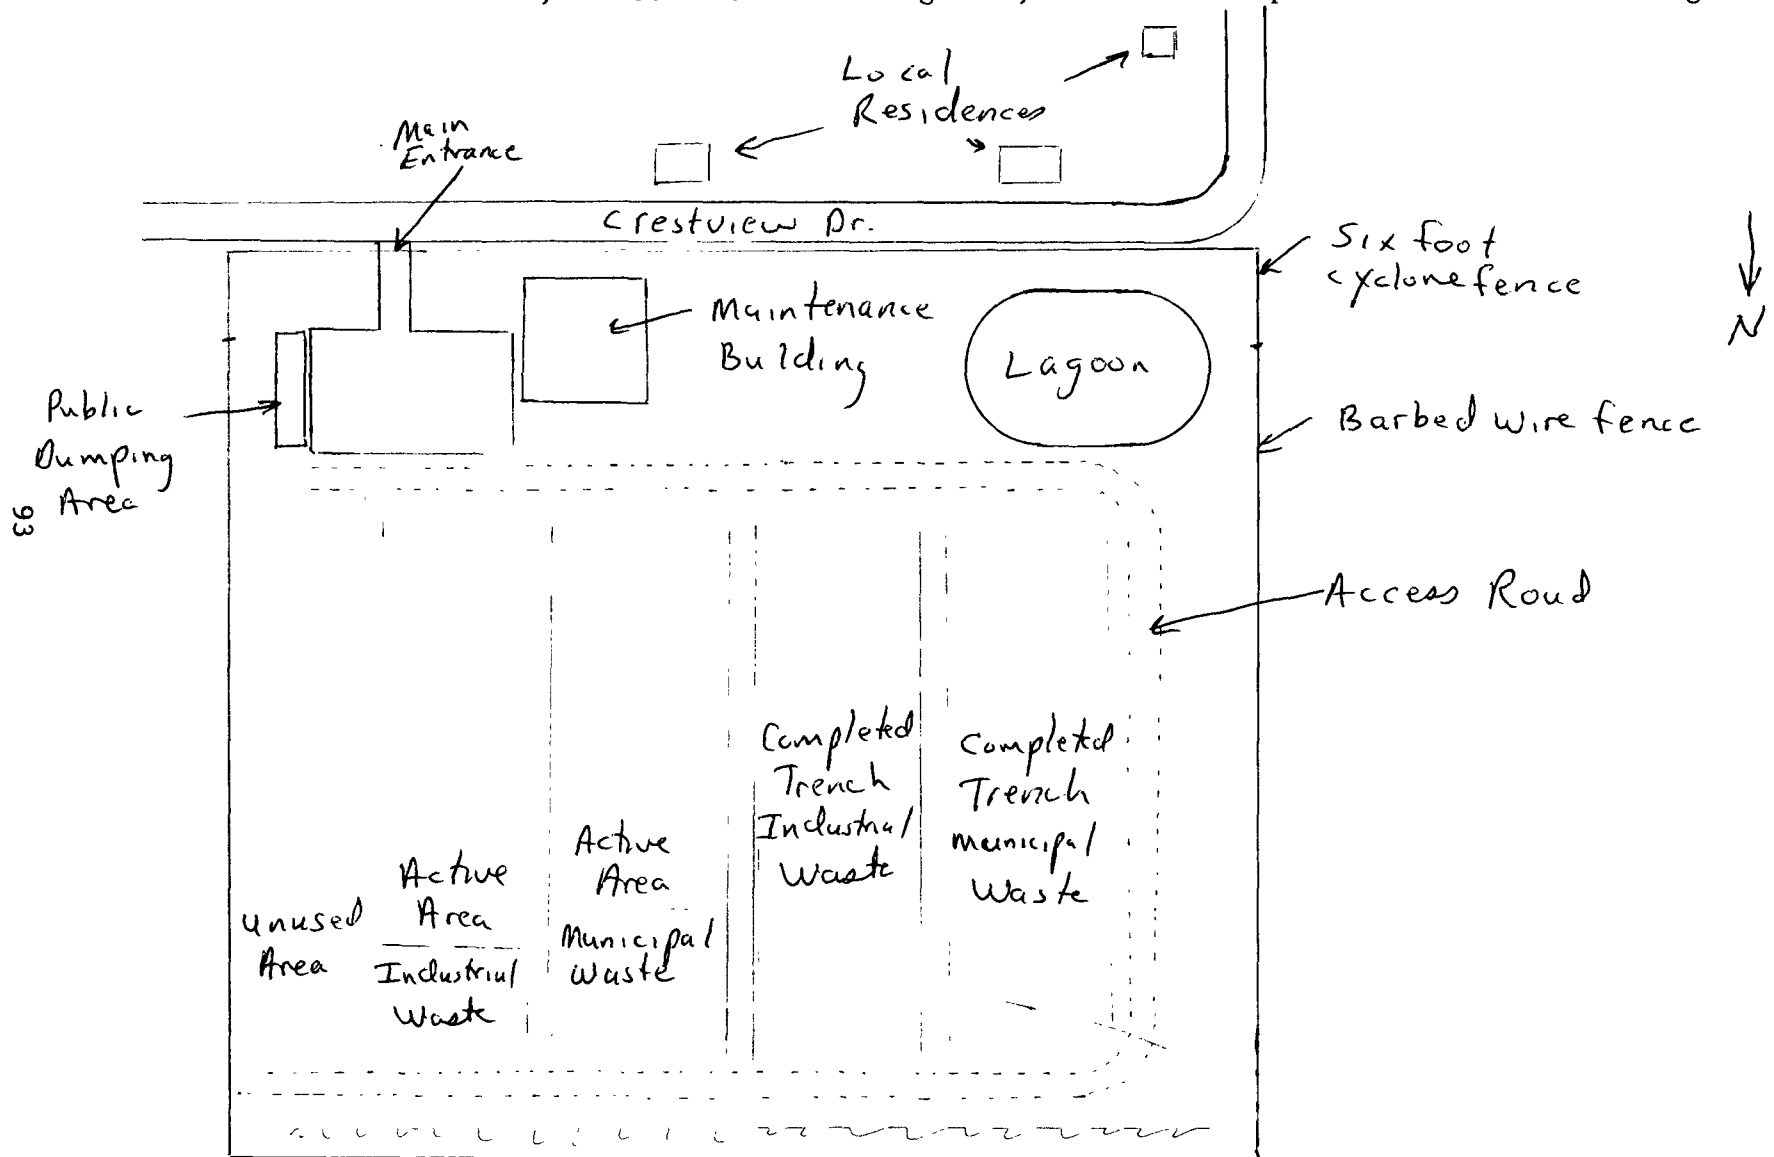 Local
Residences
Main
Entrance
Crestview Dr.
Six foot
cyclone fence
N
Maintenance
Building
Lagoon
Barbed wire fence
Public
Dumping
Area
93
Access Road
Completed
Trench
Industrial
Waste
Completed
Trench
Municipal
Waste
Active
Area
Municipal
Waste
Active
Area
Industrial
Waste
Unused
Area